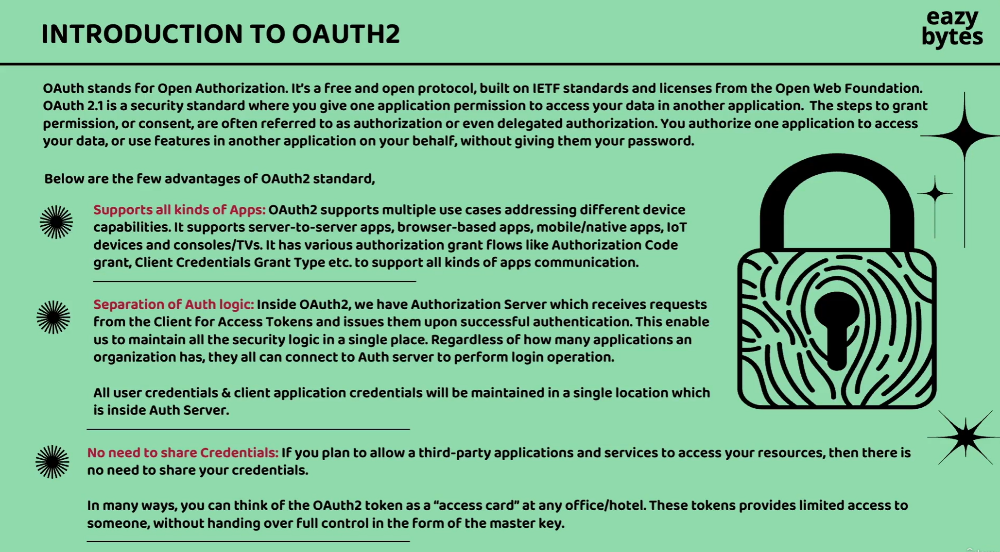 INTRODUCTION TO OAUTH2
eazy
bytes
OAuth stands for Open Authorization. It's a free and open protocol, built on IETF standards and licenses from the Open Web Foundation.
OAuth 2.1 is a security standard where you give one application permission to access your data in another application. The steps to grant
permission, or consent, are often referred to as authorization or even delegated authorization. You authorize one application to access
your data, or use features in another application on your behalf, without giving them your password.
Below are the few advantages of OAuth2 standard,
Supports all kinds of Apps: OAuth2 supports multiple use cases addressing different device
capabilities. It supports server-to-server apps, browser-based apps, mobile/native apps, IoT
devices and consoles/TVs. It has various authorization grant flows like Authorization Code
grant, Client Credentials Grant Type etc. to support all kinds of apps communication.
Separation of Auth logic: Inside OAuth2, we have Authorization Server which receives requests
from the Client for Access Tokens and issues them upon successful authentication. This enable
us to maintain all the security logic in a single place. Regardless of how many applications an
organization has, they all can connect to Auth server to perform login operation.
All user credentials & client application credentials will be maintained in a single location which
is inside Auth Server.
No need to share Credentials: If you plan to allow a third-party applications and services to access your resources, then there is
no need to share your credentials.
In many ways, you can think of the OAuth2 token as a “access card” at any office/hotel. These tokens provides limited access to
someone, without handing over full control in the form of the master key.